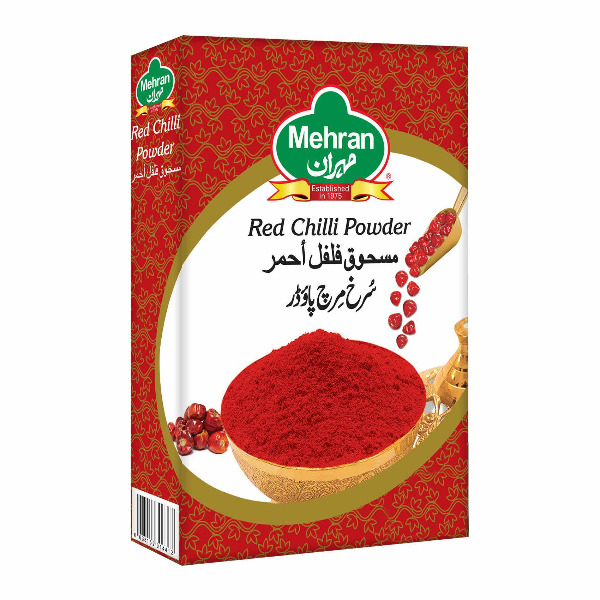 Mehran
مہران
Red Chilli
Powder
مسحوق فلفل أحمر
Mehran
مہران
®
Established
in 1975
Red Chilli Powder
مسحوق فلفل أحمر
سُرخ مِرچ پاؤڈر